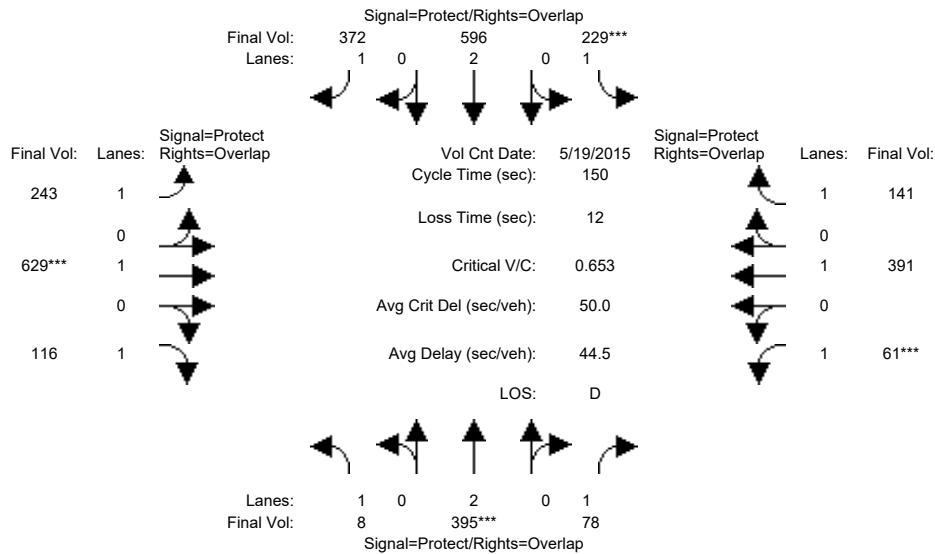 Signal=Protect/Rights=Overlap
Final Vol: 372 596 229***
Lanes: 1 0 2 0 1
Signal=Protect
Final Vol: Lanes: Rights=Overlap
Vol Cnt Date: 5/19/2015
Signal=Protect
Rights=Overlap Lanes: Final Vol:
Cycle Time (sec): 150
243 1
1 141
Loss Time (sec): 12
0
0
629*** 1
Critical V/C: 0.653
1 391
0
Avg Crit Del (sec/veh): 50.0
0
116 1
Avg Delay (sec/veh): 44.5
1 61***
LOS: D
Lanes: 1 0 2 0 1
Final Vol: 8 395*** 78
Signal=Protect/Rights=Overlap